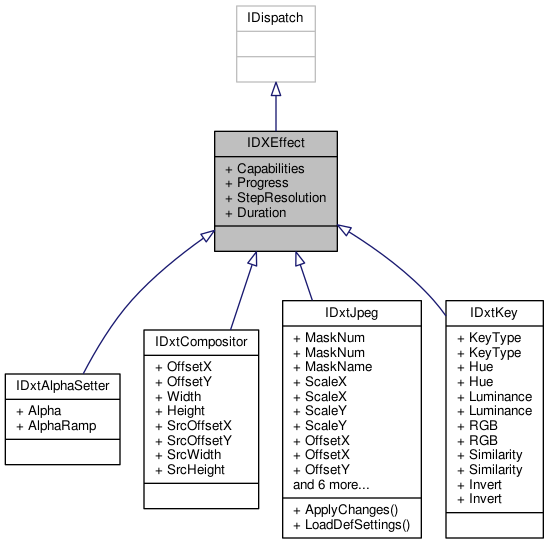 IDispatch
IDXEffect
+ Capabilities
+ Progress
+ StepResolution
+ Duration
IDxtAlphaSetter
+ Alpha
+ AlphaRamp
IDxtCompositor
+ OffsetX
+ OffsetY
+ Width
+ Height
+ SrcOffsetX
+ SrcOffsetY
+ SrcWidth
+ SrcHeight
IDxtJpeg
+ MaskNum
+ MaskNum
+ MaskName
+ ScaleX
+ ScaleX
+ ScaleY
+ ScaleY
+ OffsetX
+ OffsetX
+ OffsetY
and 6 more...
+ ApplyChanges()
+ LoadDefSettings()
IDxtKey
+ KeyType
+ KeyType
+ Hue
+ Hue
+ Luminance
+ Luminance
+ RGB
+ RGB
+ Similarity
+ Similarity
+ Invert
+ Invert